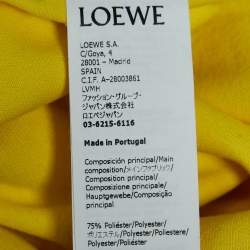 LOEWE
LOEWE S.A.
C/Goya, 4
28001 – Madrid
SPAIN
C.I.F. A–28003861
LVMH
ファッション・グループ・
ジャパン株式会社
ロエベジャパン
03-6215-6116
Made in Portugal
Composición principal/Main
composition/メインファブリック/
Composition principal/
Composizione principale/
Hauptgewebe/Composição
principal
75% Poliéster/Polyester/
ポリエステル/Polyester/Poliestere/
Polyester/Poliéster